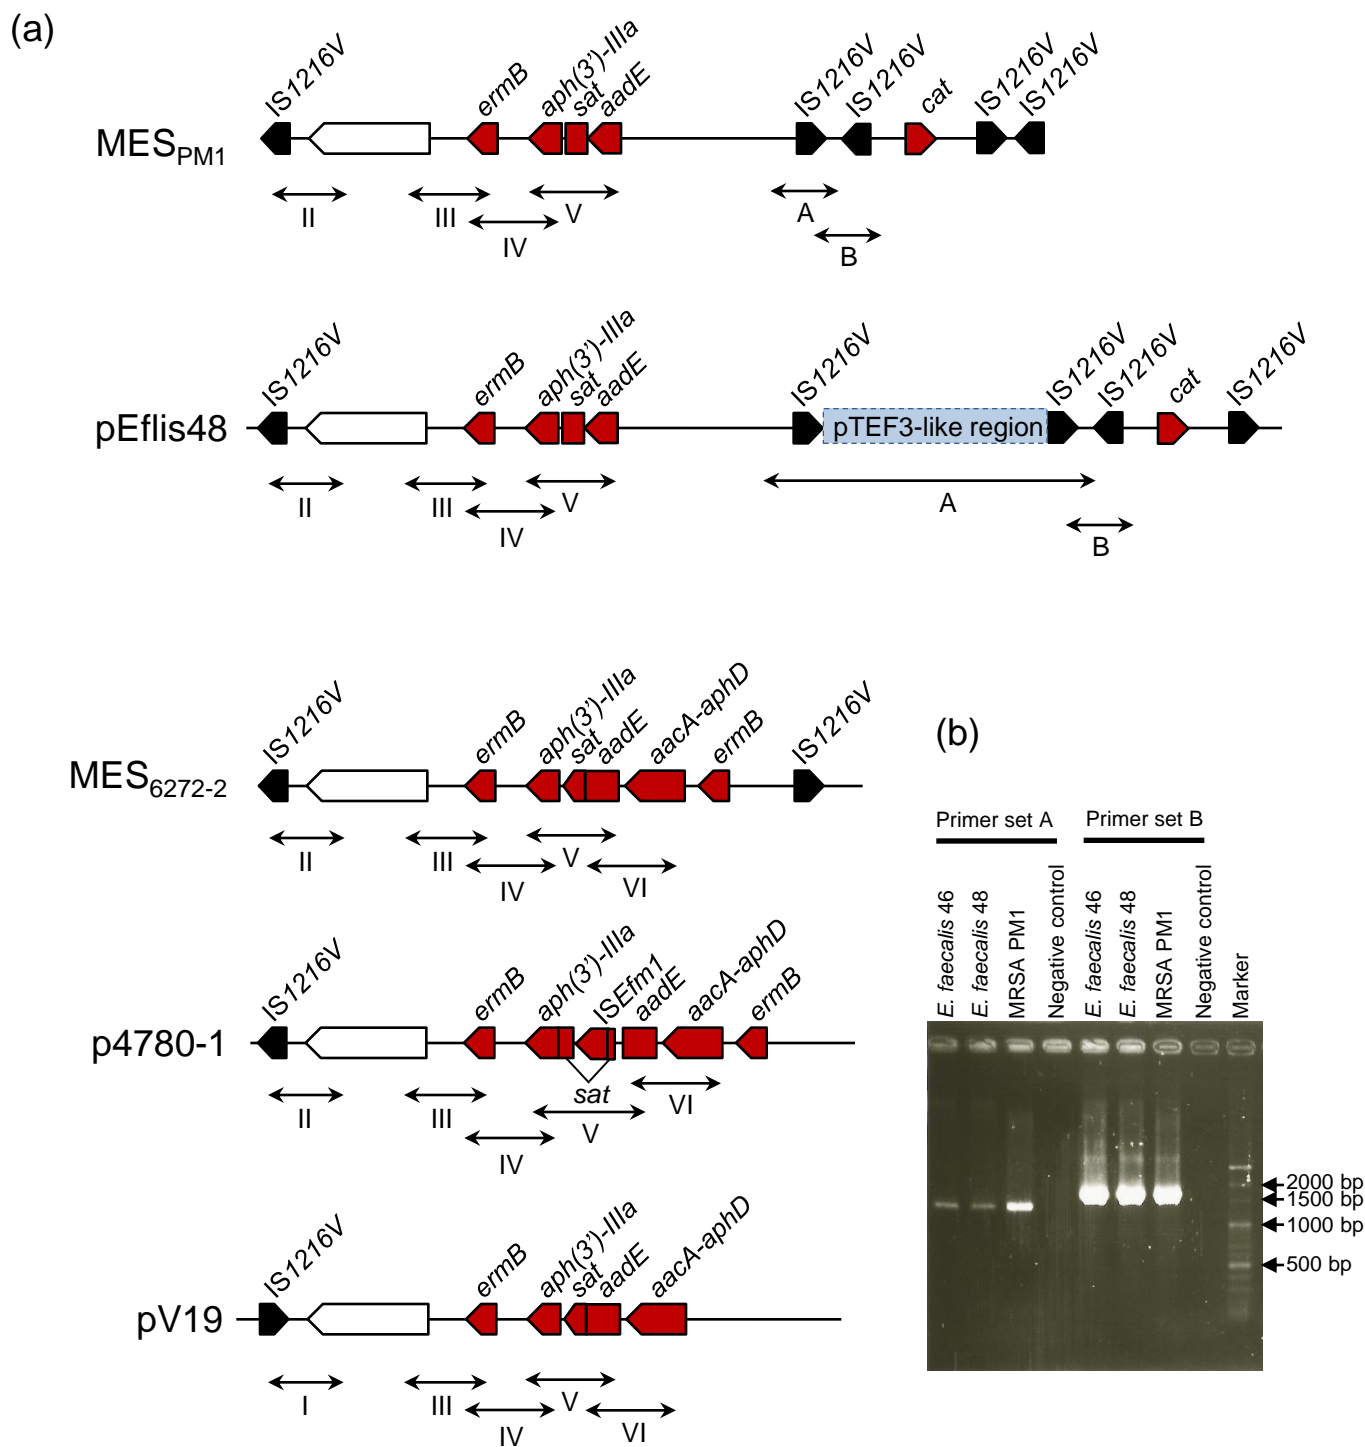 (a)
IS1216V
ermB
aph(3')-IIIa
sat
aadE
IS1216V
IS1216V
cat
IS1216V
IS1216V
MESPM1
II
III
IV
V
A
B
IS1216V
ermB
aph(3')-IIIa
sat
aadE
IS1216V
IS1216V
IS1216V
cat
IS1216V
pEflis48
pTEF3-like region
II
III
IV
V
A
B
IS1216V
ermB
aph(3')-IIIa
sat
aadE
aacA-aphD
ermB
IS1216V
MES6272-2
II
III
IV
V
VI
IS1216V
ermB
aph(3')-IIIa
ISEfm1
aadE
aacA-aphD
ermB
p4780-1
sat
II
III
IV
V
VI
IS1216V
ermB
aph(3')-IIIa
sat
aadE
aacA-aphD
pV19
I
III
IV
V
VI
(b)
Primer set A
Primer set B
E. faecalis 46
E. faecalis 48
MRSA PM1
Negative control
E. faecalis 46
E. faecalis 48
MRSA PM1
Negative control
Marker
2000 bp
1500 bp
1000 bp
500 bp